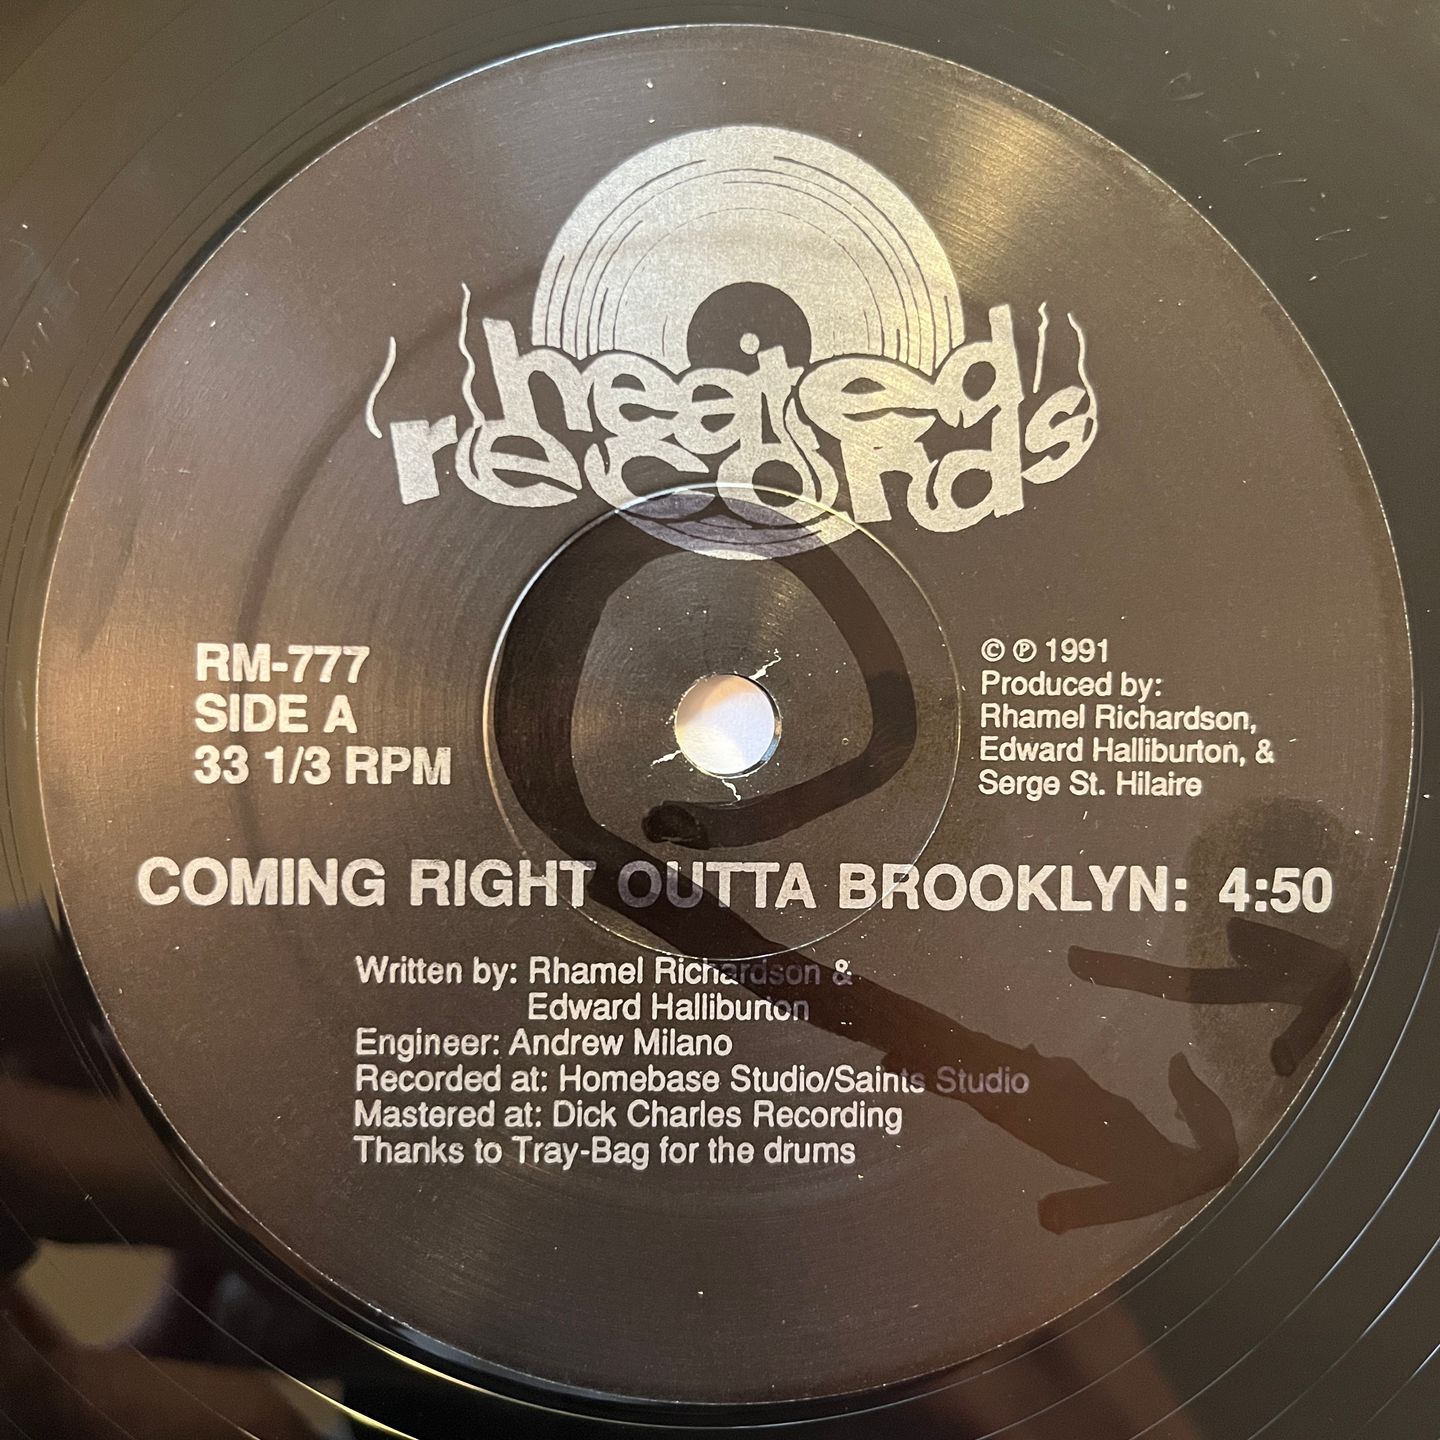 heated
records
RM-777
SIDE A
33 1/3 RPM
© ℗ 1991
Produced by:
Rhamel Richardson,
Edward Halliburton, &
Serge St. Hilaire
COMING RIGHT OUTTA BROOKLYN: 4:50
Written by: Rhamel Richardson &
Edward Halliburton
Engineer: Andrew Milano
Recorded at: Homebase Studio/Saints Studio
Mastered at: Dick Charles Recording
Thanks to Tray-Bag for the drums